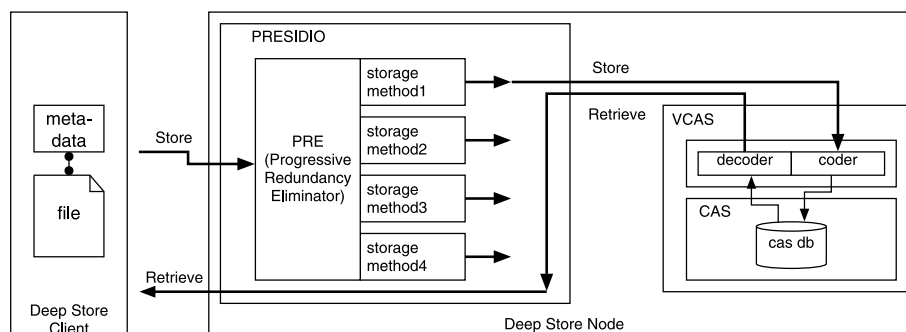 PRESIDIO
storage
method1
Store
Retrieve
VCAS
meta-
data
Store
PRE
(Progressive
Redundancy
Eliminator)
storage
method2
decoder
coder
file
storage
method3
CAS
cas db
storage
method4
Retrieve
Deep Store
Client
Deep Store Node